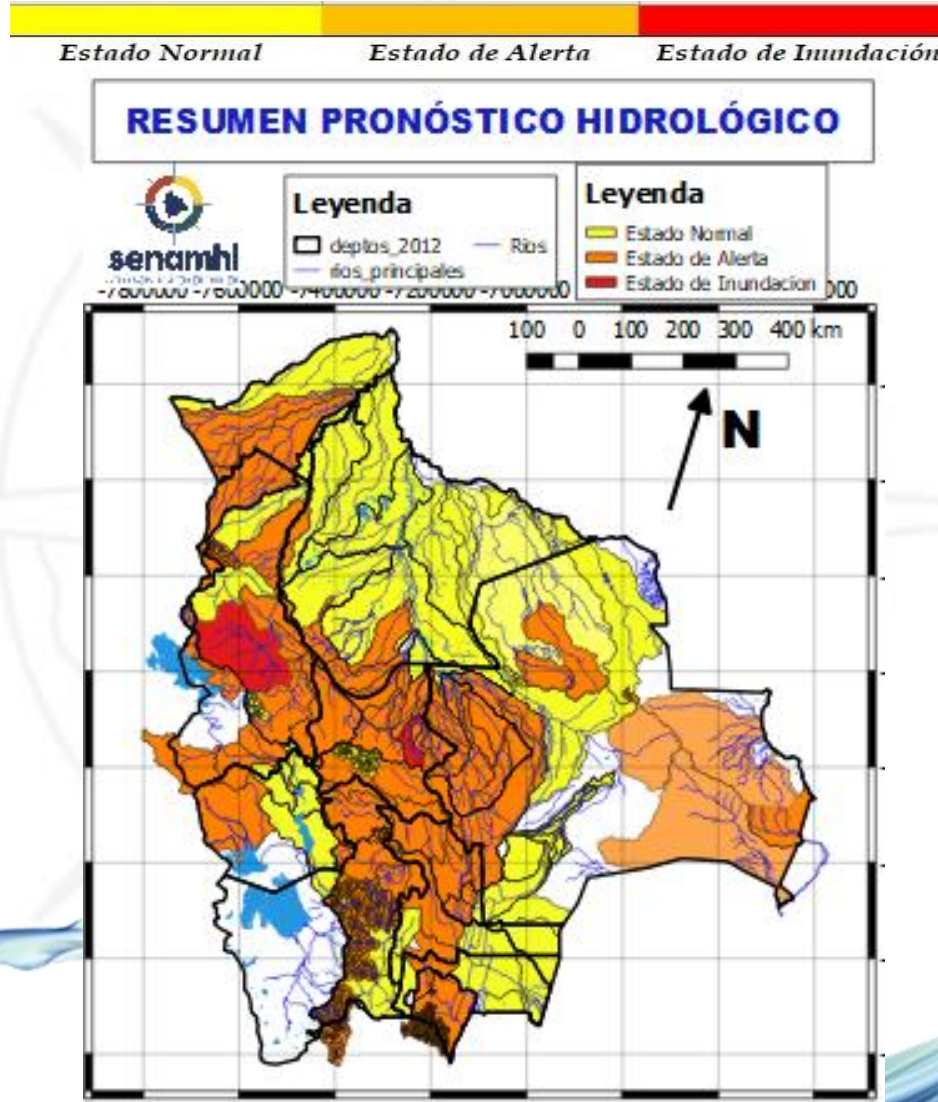 Estado Normal Estado de Alerta Estado de Inundación
RESUMEN PRONÓSTICO HIDROLÓGICO
senamhi
Leyenda
deptos_2012 Rios
rios_principales
Leyenda
Estado Normal
Estado de Alerta
Estado de Inundacion
-7800000 -7600000 -7400000 -7200000 -7000000
100 0 100 200 300 400 km
N